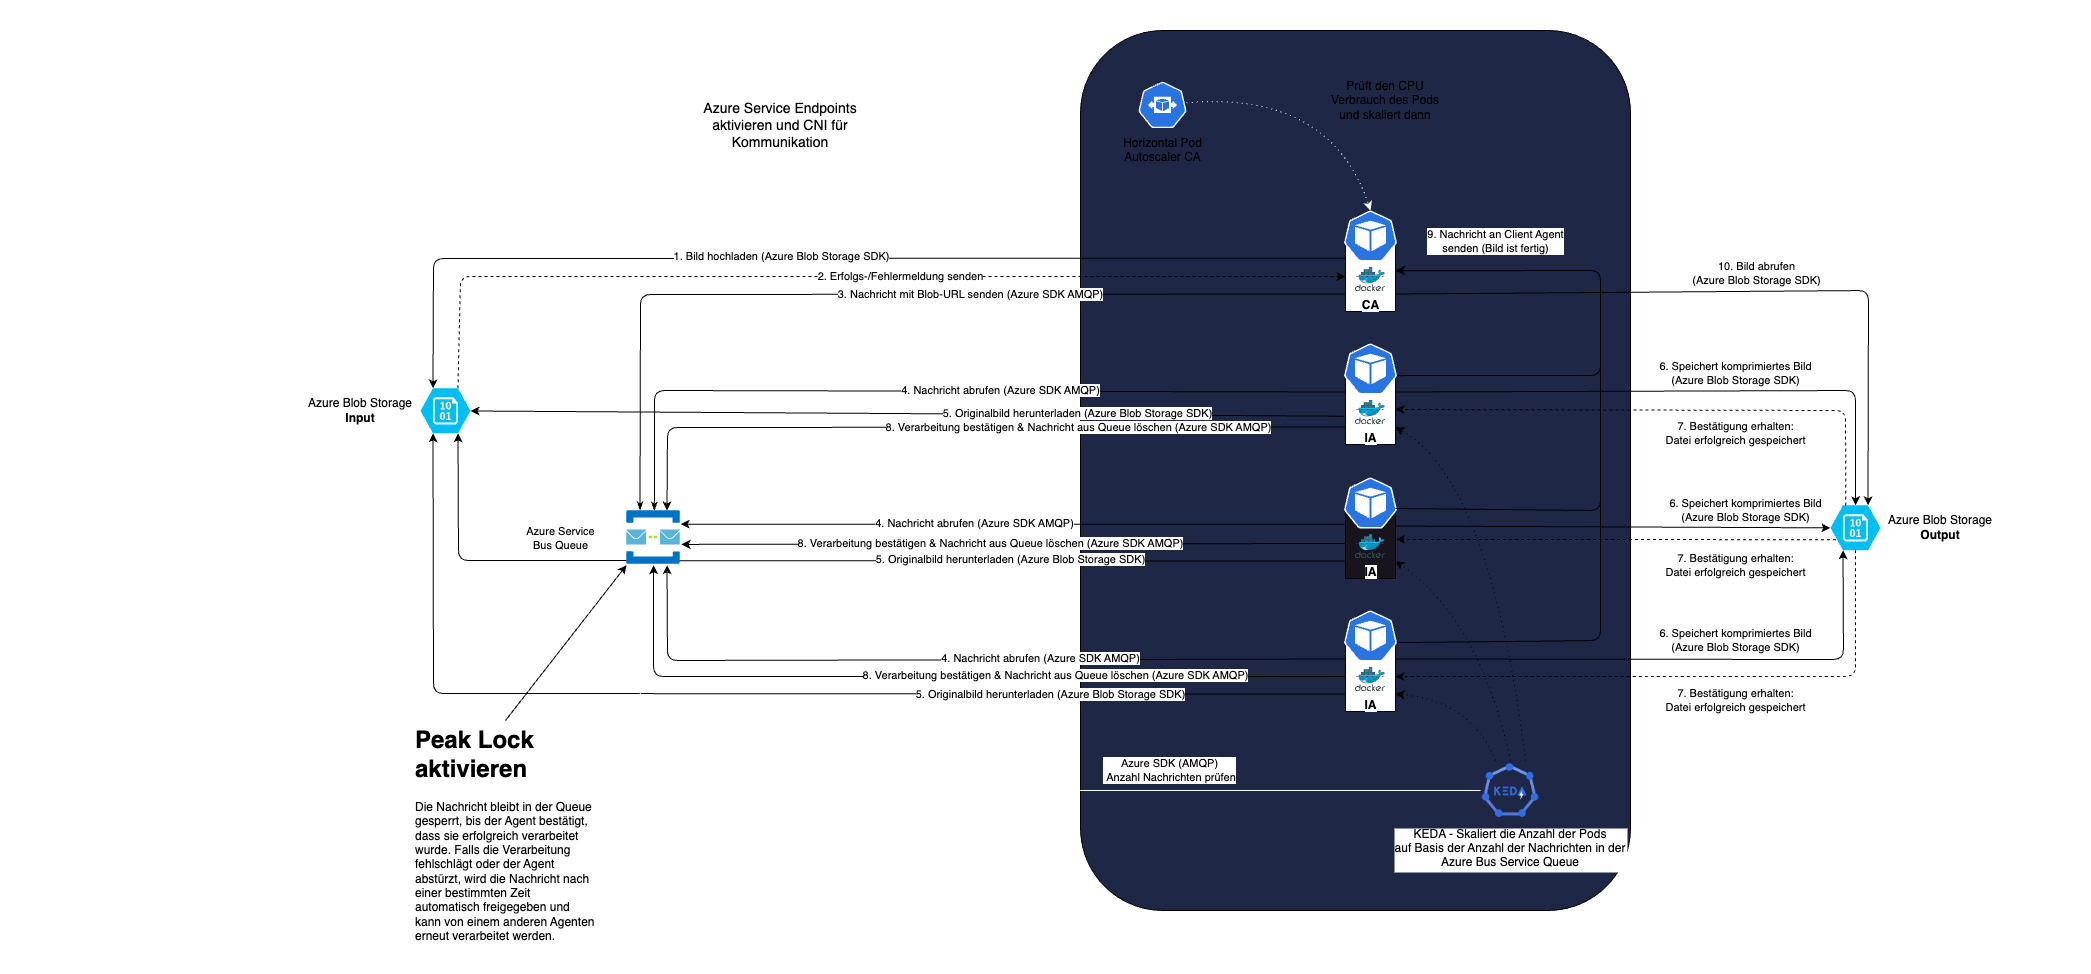 Azure Service Endpoints
aktivieren und CNI für
Kommunikation
Prüft den CPU
Verbrauch des Pods
und skaliert dann
Horizontal Pod
Autoscaler CA
9. Nachricht an Client Agent
senden (Bild ist fertig)
1. Bild hochladen (Azure Blob Storage SDK)
2. Erfolgs-/Fehlermeldung senden
3. Nachricht mit Blob-URL senden (Azure SDK AMQP)
docker
CA
10. Bild abrufen
(Azure Blob Storage SDK)
4. Nachricht abrufen (Azure SDK AMQP)
5. Originalbild herunterladen (Azure Blob Storage SDK)
8. Verarbeitung bestätigen & Nachricht aus Queue löschen (Azure SDK AMQP)
docker
IA
6. Speichert komprimiertes Bild
(Azure Blob Storage SDK)
7. Bestätigung erhalten:
Datei erfolgreich gespeichert
Azure Blob Storage
Input
10
01
Azure Service
Bus Queue
4. Nachricht abrufen (Azure SDK AMQP)
8. Verarbeitung bestätigen & Nachricht aus Queue löschen (Azure SDK AMQP)
5. Originalbild herunterladen (Azure Blob Storage SDK)
docker
IA
6. Speichert komprimiertes Bild
(Azure Blob Storage SDK)
7. Bestätigung erhalten:
Datei erfolgreich gespeichert
10
01
Azure Blob Storage
Output
4. Nachricht abrufen (Azure SDK AMQP)
8. Verarbeitung bestätigen & Nachricht aus Queue löschen (Azure SDK AMQP)
5. Originalbild herunterladen (Azure Blob Storage SDK)
docker
IA
6. Speichert komprimiertes Bild
(Azure Blob Storage SDK)
7. Bestätigung erhalten:
Datei erfolgreich gespeichert
Peak Lock
aktivieren
Die Nachricht bleibt in der Queue
gesperrt, bis der Agent bestätigt,
dass sie erfolgreich verarbeitet
wurde. Falls die Verarbeitung
fehlschlägt oder der Agent
abstürzt, wird die Nachricht nach
einer bestimmten Zeit
automatisch freigegeben und
kann von einem anderen Agenten
erneut verarbeitet werden.
Azure SDK (AMQP)
Anzahl Nachrichten prüfen
KEDA
KEDA - Skaliert die Anzahl der Pods
auf Basis der Anzahl der Nachrichten in der
Azure Bus Service Queue